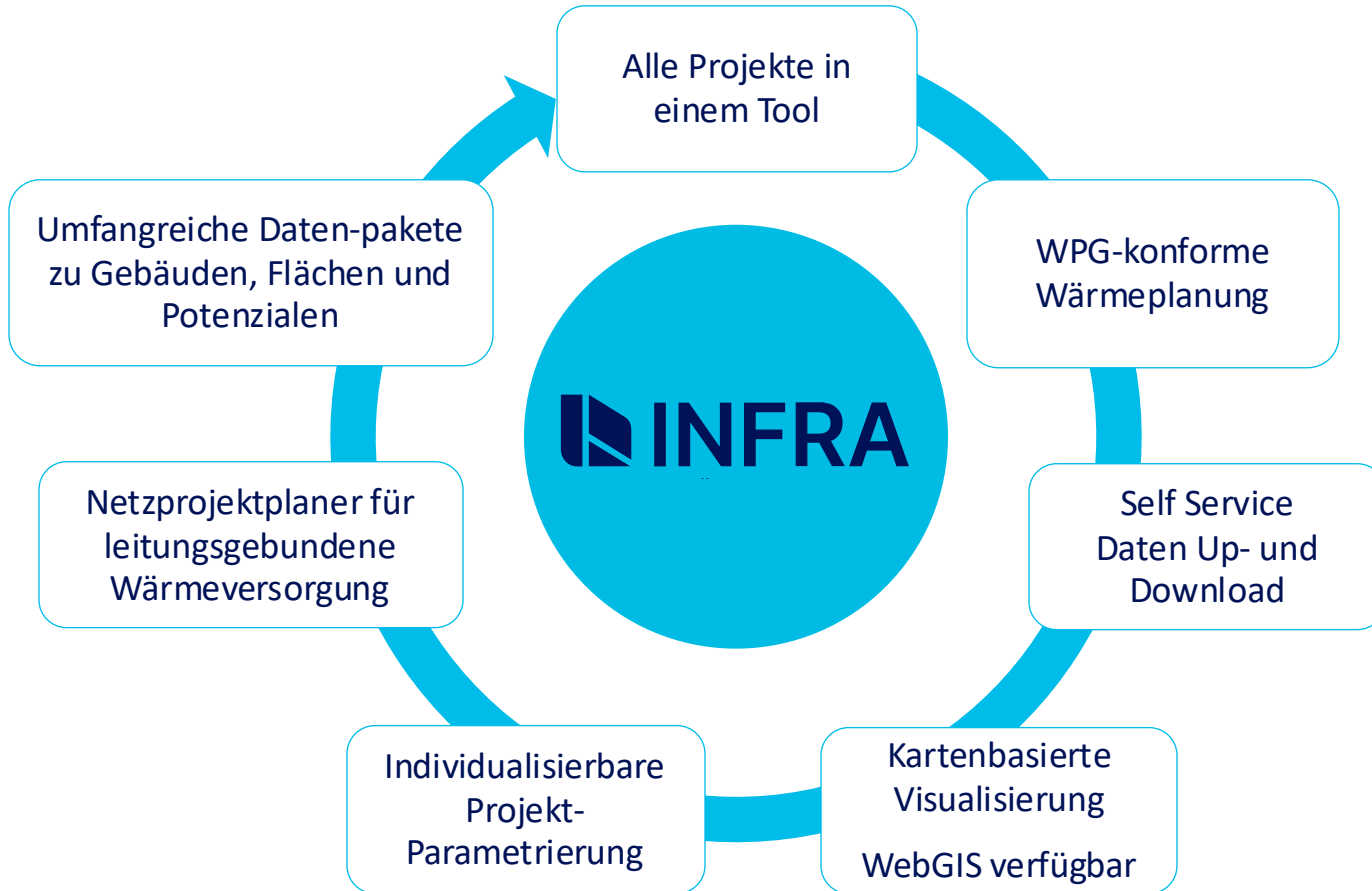 Alle Projekte in
einem Tool
WPG-konforme
Wärmeplanung
Self Service
Daten Up- und
Download
Kartenbasierte
Visualisierung
WebGIS verfügbar
Individualisierbare
Projekt-
Parametrierung
Netzprojektplaner für
leitungsgebundene
Wärmeversorgung
Umfangreiche Daten-pakete
zu Gebäuden, Flächen und
Potenzialen
INFRA